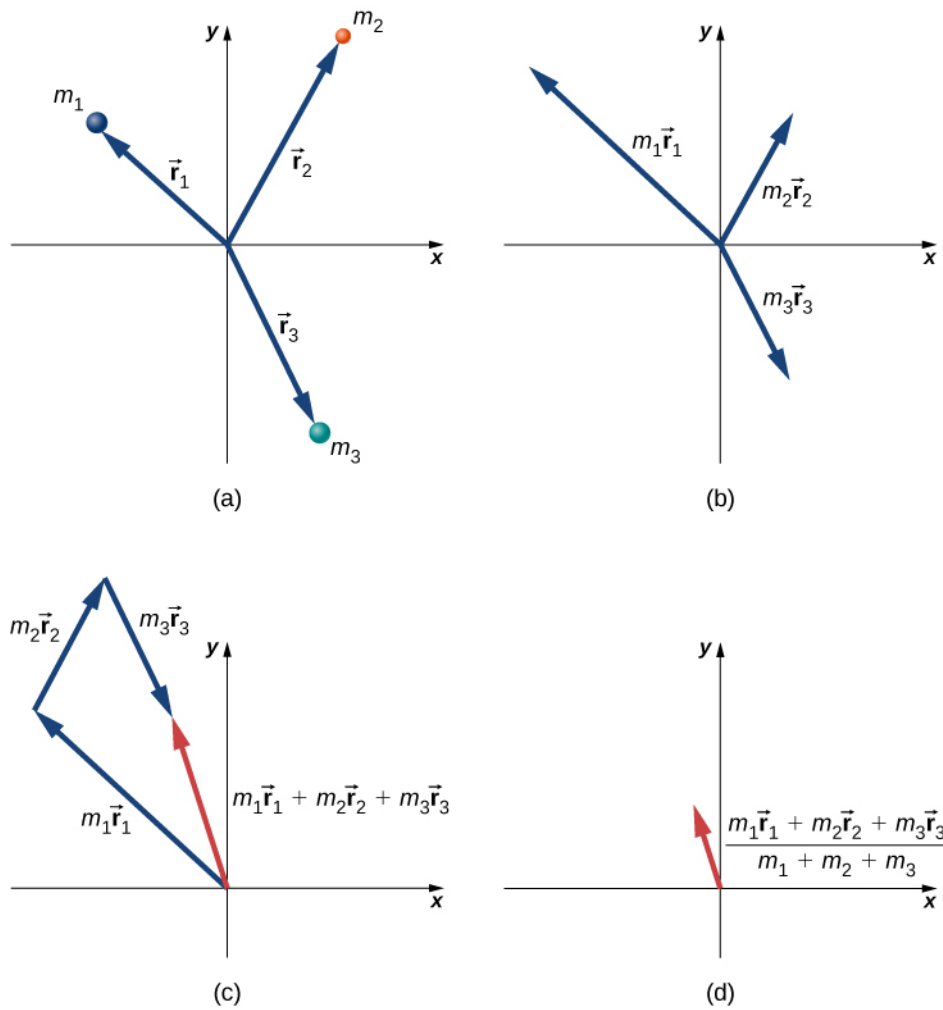 y
m₂
m₁
r⃗₁
r⃗₂
x
r⃗₃
m₃
(a)
y
m₁r⃗₁
m₂r⃗₂
x
m₃r⃗₃
(b)
m₂r⃗₂
m₃r⃗₃
y
m₁r⃗₁
m₁r⃗₁ + m₂r⃗₂ + m₃r⃗₃
x
(c)
y
m₁r⃗₁ + m₂r⃗₂ + m₃r⃗₃
m₁ + m₂ + m₃
x
(d)